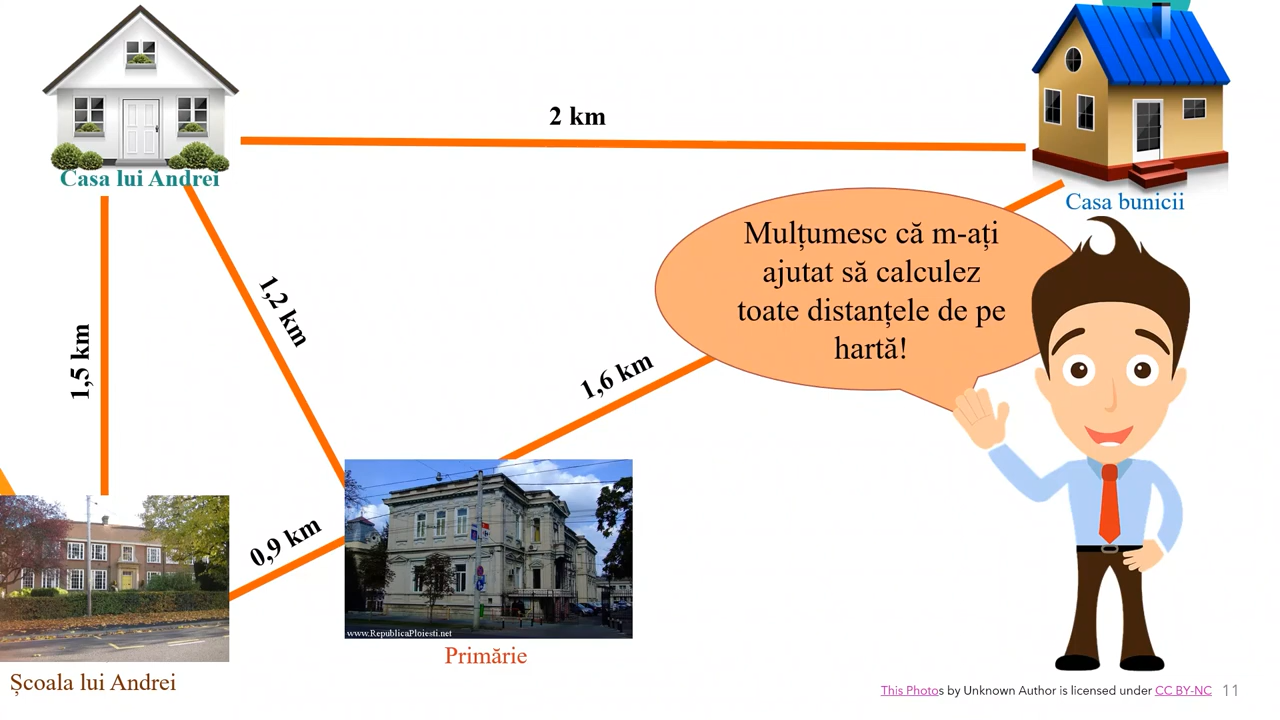 2 km
Casa lui Andrei
Casa bunicii
Mulțumesc că m-ați
ajutat să calculez
toate distanțele de pe
hartă!
1,2 km
1,5 km
1,6 km
0,9 km
www.RepublicaPloiesti.net
Primărie
Școala lui Andrei
This Photos by Unknown Author is licensed under CC BY-NC
11